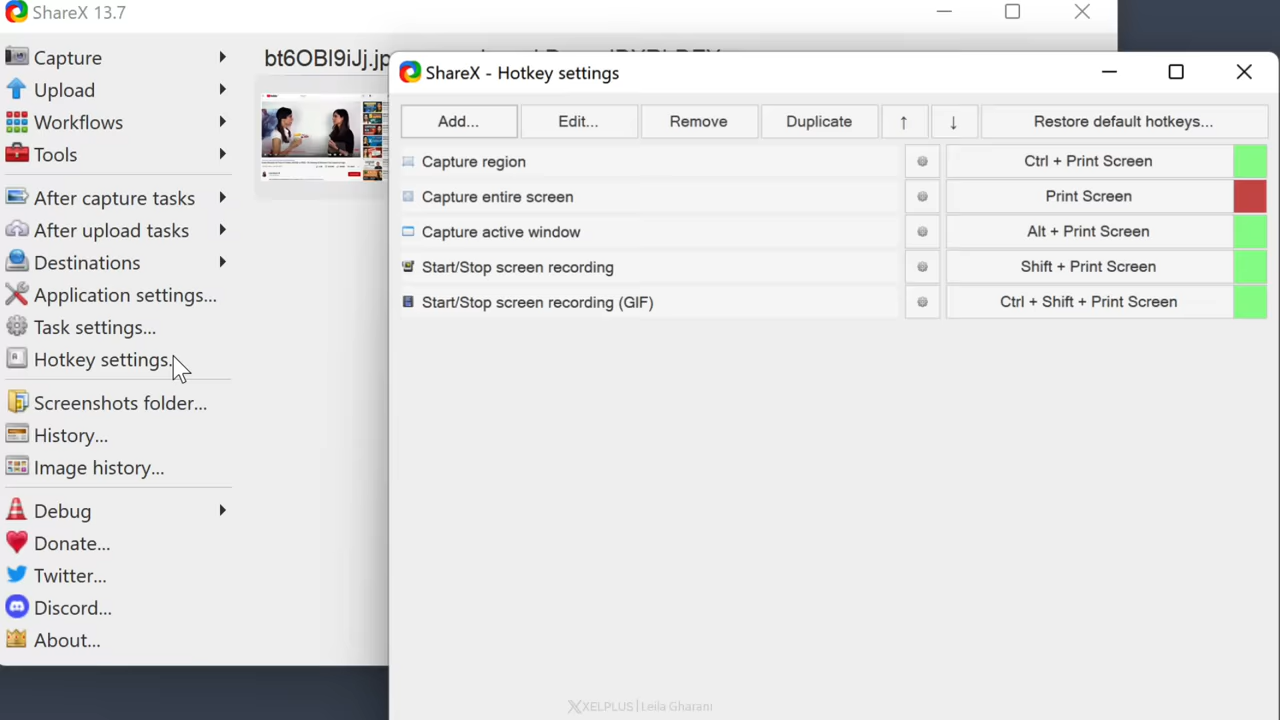 ShareX 13.7
Capture
Upload
Workflows
Tools
After capture tasks
After upload tasks
Destinations
Application settings...
Task settings...
Hotkey settings...
Screenshots folder...
History...
Image history...
Debug
Donate...
Twitter...
Discord...
About...
bt6OBI9iJj.jp
ShareX - Hotkey settings
Add... Edit... Remove Duplicate ↑ ↓ Restore default hotkeys...
Capture region Ctrl + Print Screen
Capture entire screen Print Screen
Capture active window Alt + Print Screen
Start/Stop screen recording Shift + Print Screen
Start/Stop screen recording (GIF) Ctrl + Shift + Print Screen
XELPLUS | Leila Gharani